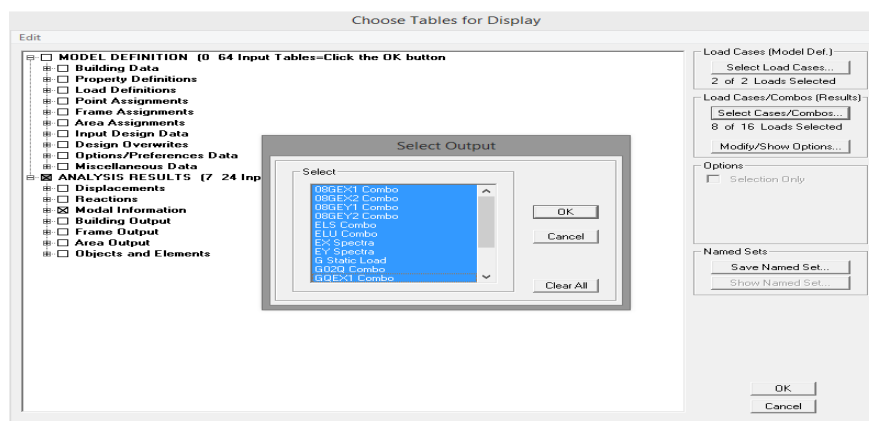 Choose Tables for Display
Edit
MODEL DEFINITION (0 64 Input Tables=Click the OK button
Building Data
Property Definitions
Load Definitions
Point Assignments
Frame Assignments
Area Assignments
Input Design Data
Design Overwrites
Options/Preferences Data
Miscellaneous Data
ANALYSIS RESULTS (7 24 Inp
Displacements
Reactions
Modal Information
Building Output
Frame Output
Area Output
Objects and Elements
Select Output
Select
08GEX1 Combo
08GEX2 Combo
08GEY1 Combo
08GEY2 Combo
ELS Combo
ELU Combo
EX Spectra
EY Spectra
G Static Load
G02Q Combo
GQEX1 Combo
OK
Cancel
Clear All
Load Cases (Model Def.)
Select Load Cases...
2 of 2 Loads Selected
Load Cases/Combos (Results)
Select Cases/Combos...
8 of 16 Loads Selected
Modify/Show Options...
Options
Selection Only
Named Sets
Save Named Set...
Show Named Set...
OK
Cancel